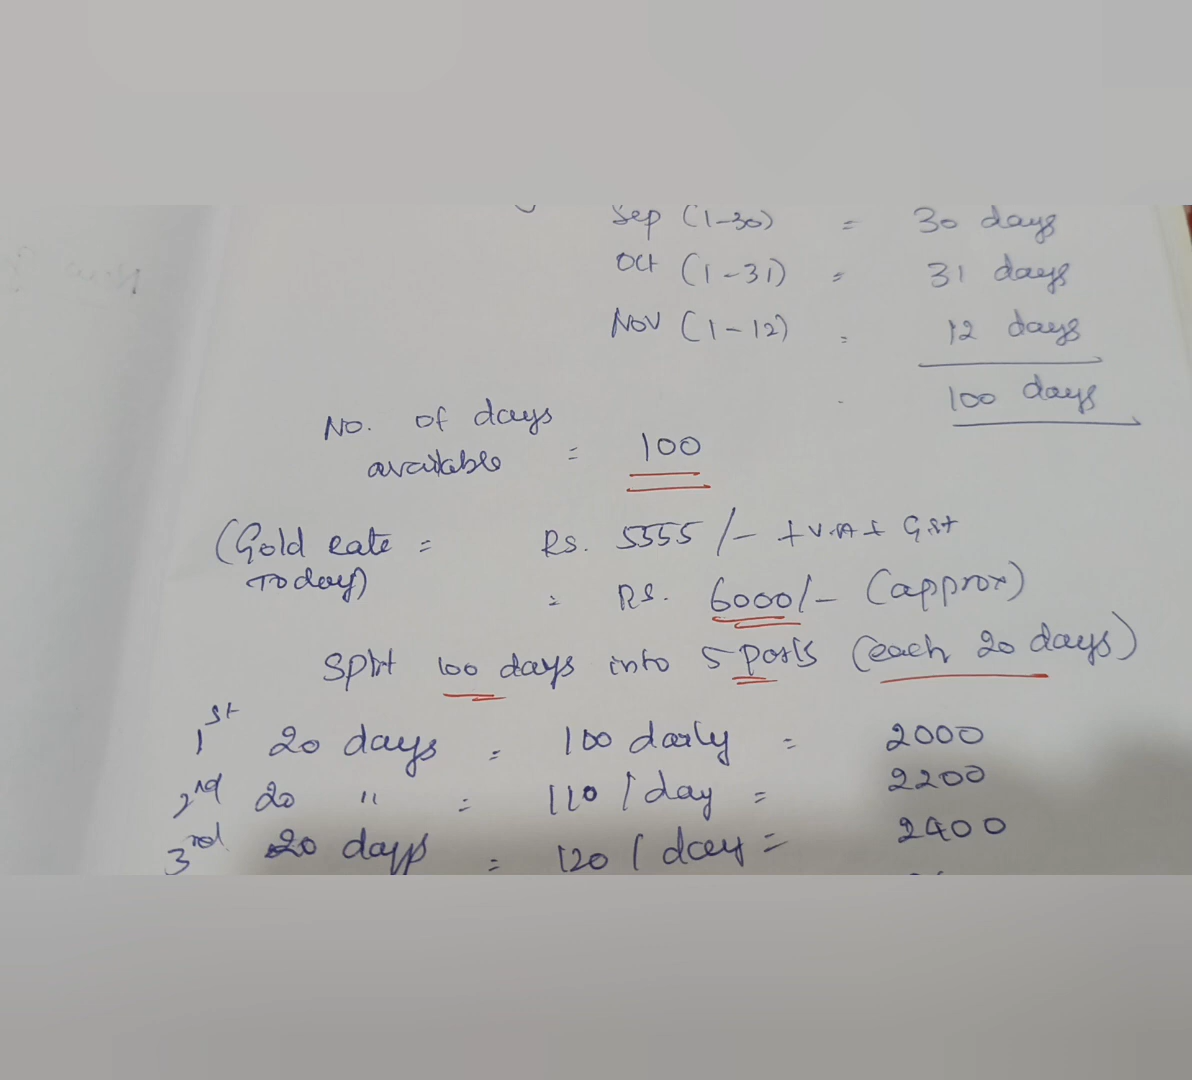 Sep (1-30) = 30 days
Oct (1-31) = 31 days
Nov (1-12) = 12 days
100 days
No. of days
available = 100
(Gold rate = Rs. 5555/- + V.A + GST
Today)
= Rs. 6000/- (approx)
Split 100 days into 5 parts (each 20 days)
1st 20 days = 100 daily = 2000
2nd 20 " = 110 / day = 2200
3rd 20 days = 120 / day = 2400